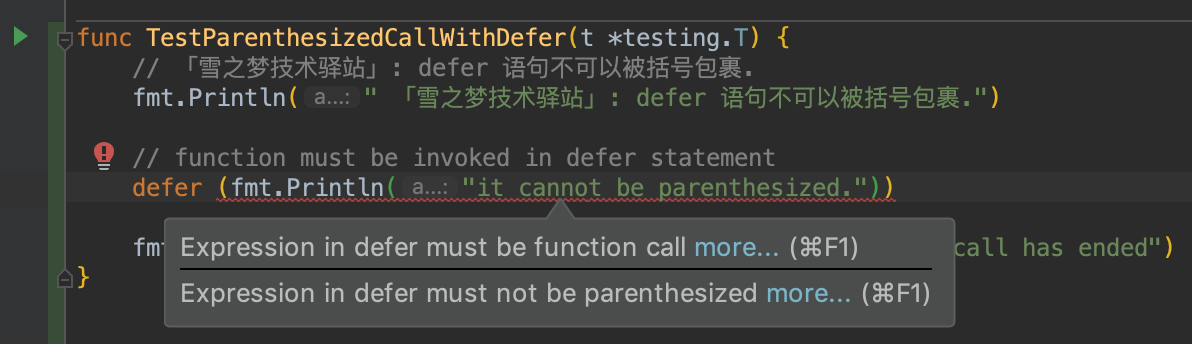 func TestParenthesizedCallWithDefer(t *testing.T) {
// 「雪之梦技术驿站」: defer 语句不可以被括号包裹.
fmt.Println( a...: " 「雪之梦技术驿站」: defer 语句不可以被括号包裹.")
// function must be invoked in defer statement
defer (fmt.Println( a...: "it cannot be parenthesized."))
fm call has ended")
Expression in defer must be function call more... (⌘F1)
Expression in defer must not be parenthesized more... (⌘F1)
}